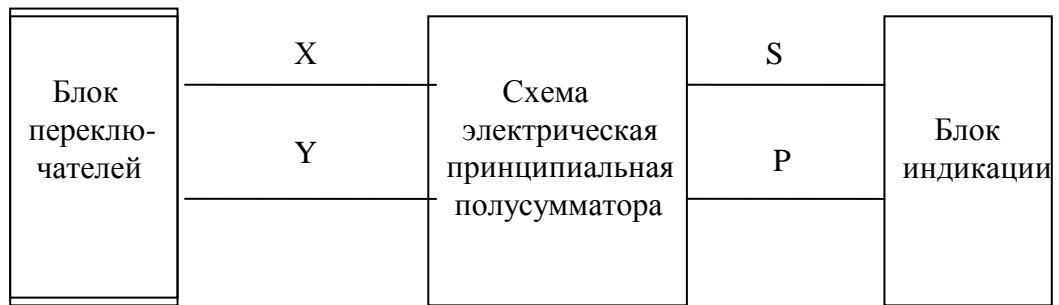 Блок
переклю-
чателей
X
Y
Схема
электрическая
принципиальная
полусумматора
S
P
Блок
индикации